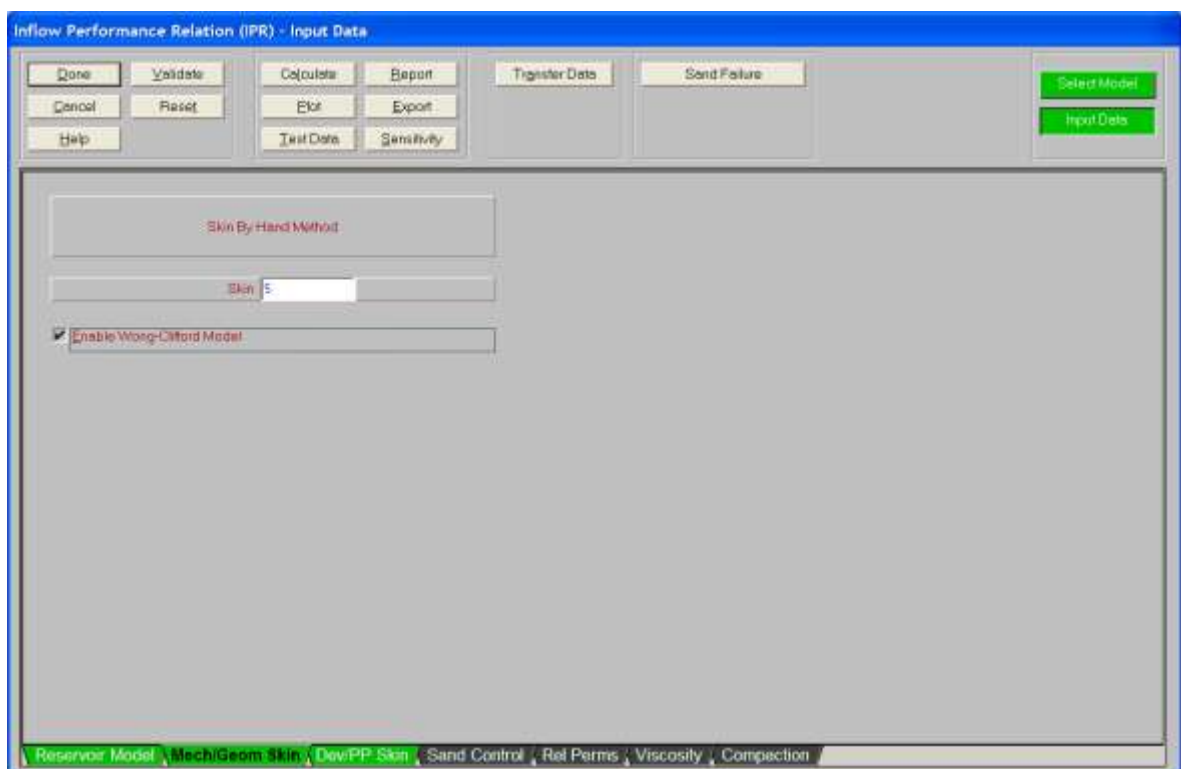 Inflow Performance Relation (IPR) - Input Data
Done Validate Calculate Report Transfer Data Sand Failure Select Model
Cancel Reset Plot Export Input Data
Help Test Data Sensitivity
Skin By Hand Method
Skin 5
Enable Wong-Clifford Model
Reservoir Model Mech/Geom Skin Dev/PP Skin Sand Control Rel Perms Viscosity Compaction